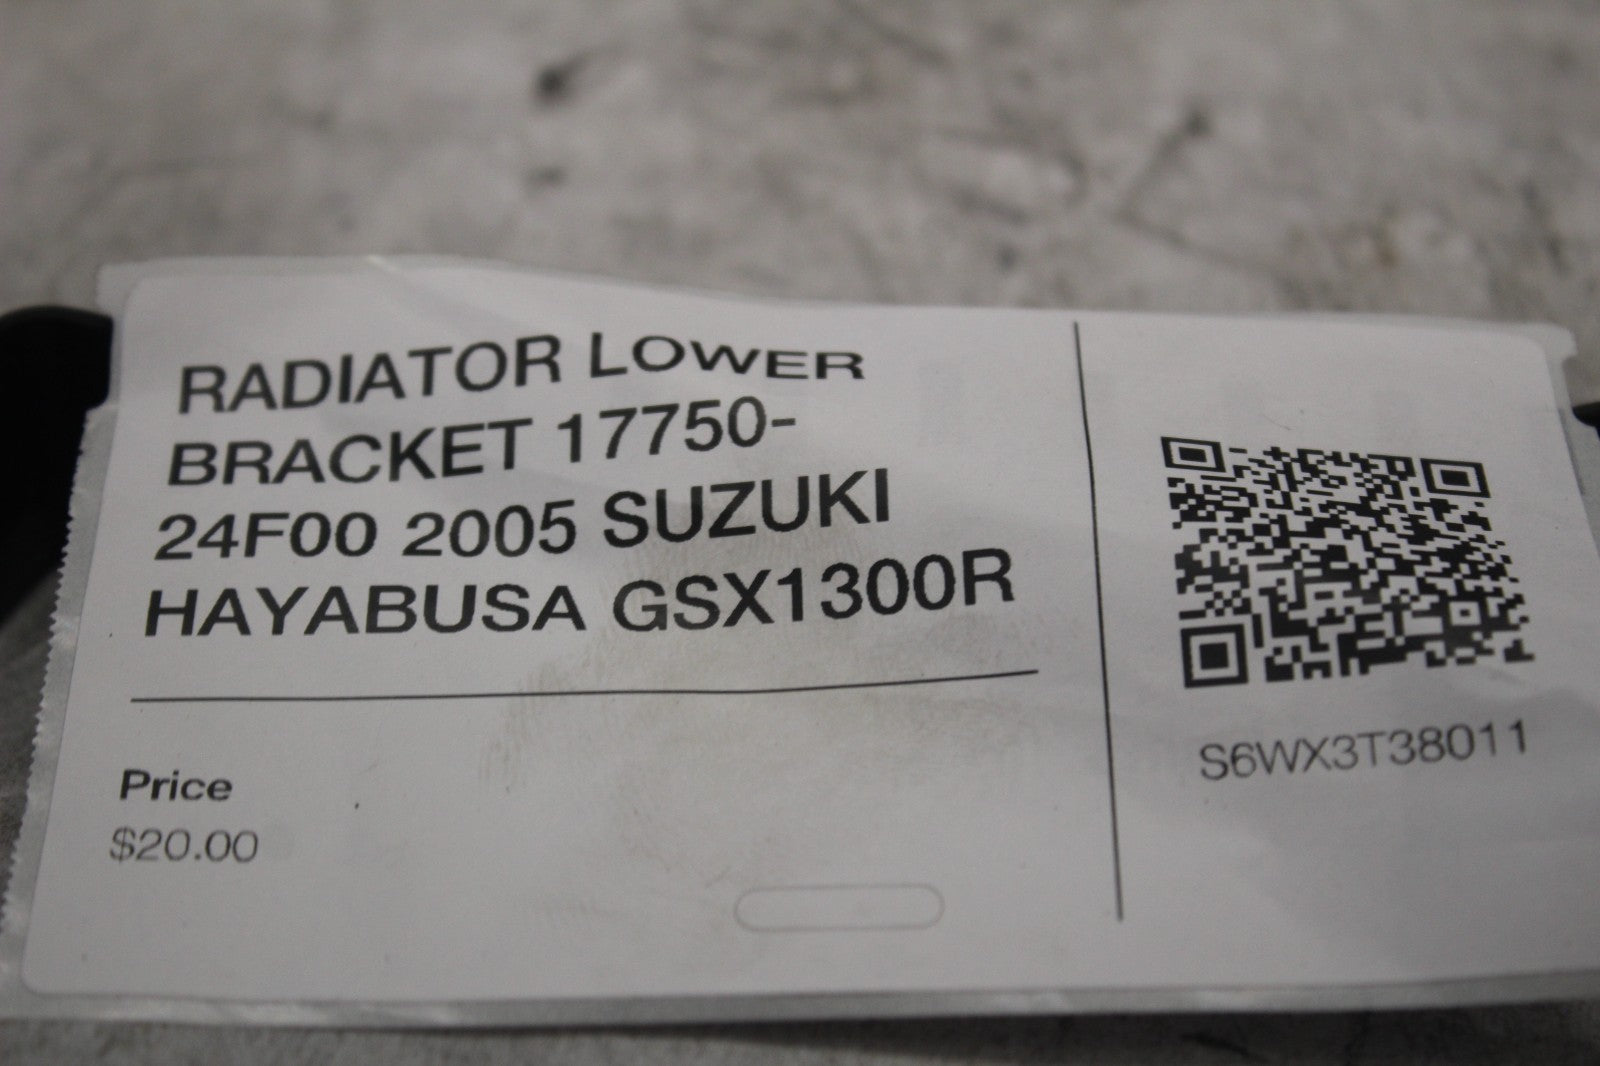 RADIATOR LOWER
BRACKET 17750-
24F00 2005 SUZUKI
HAYABUSA GSX1300R
Price
$20.00
S6WX3T38011